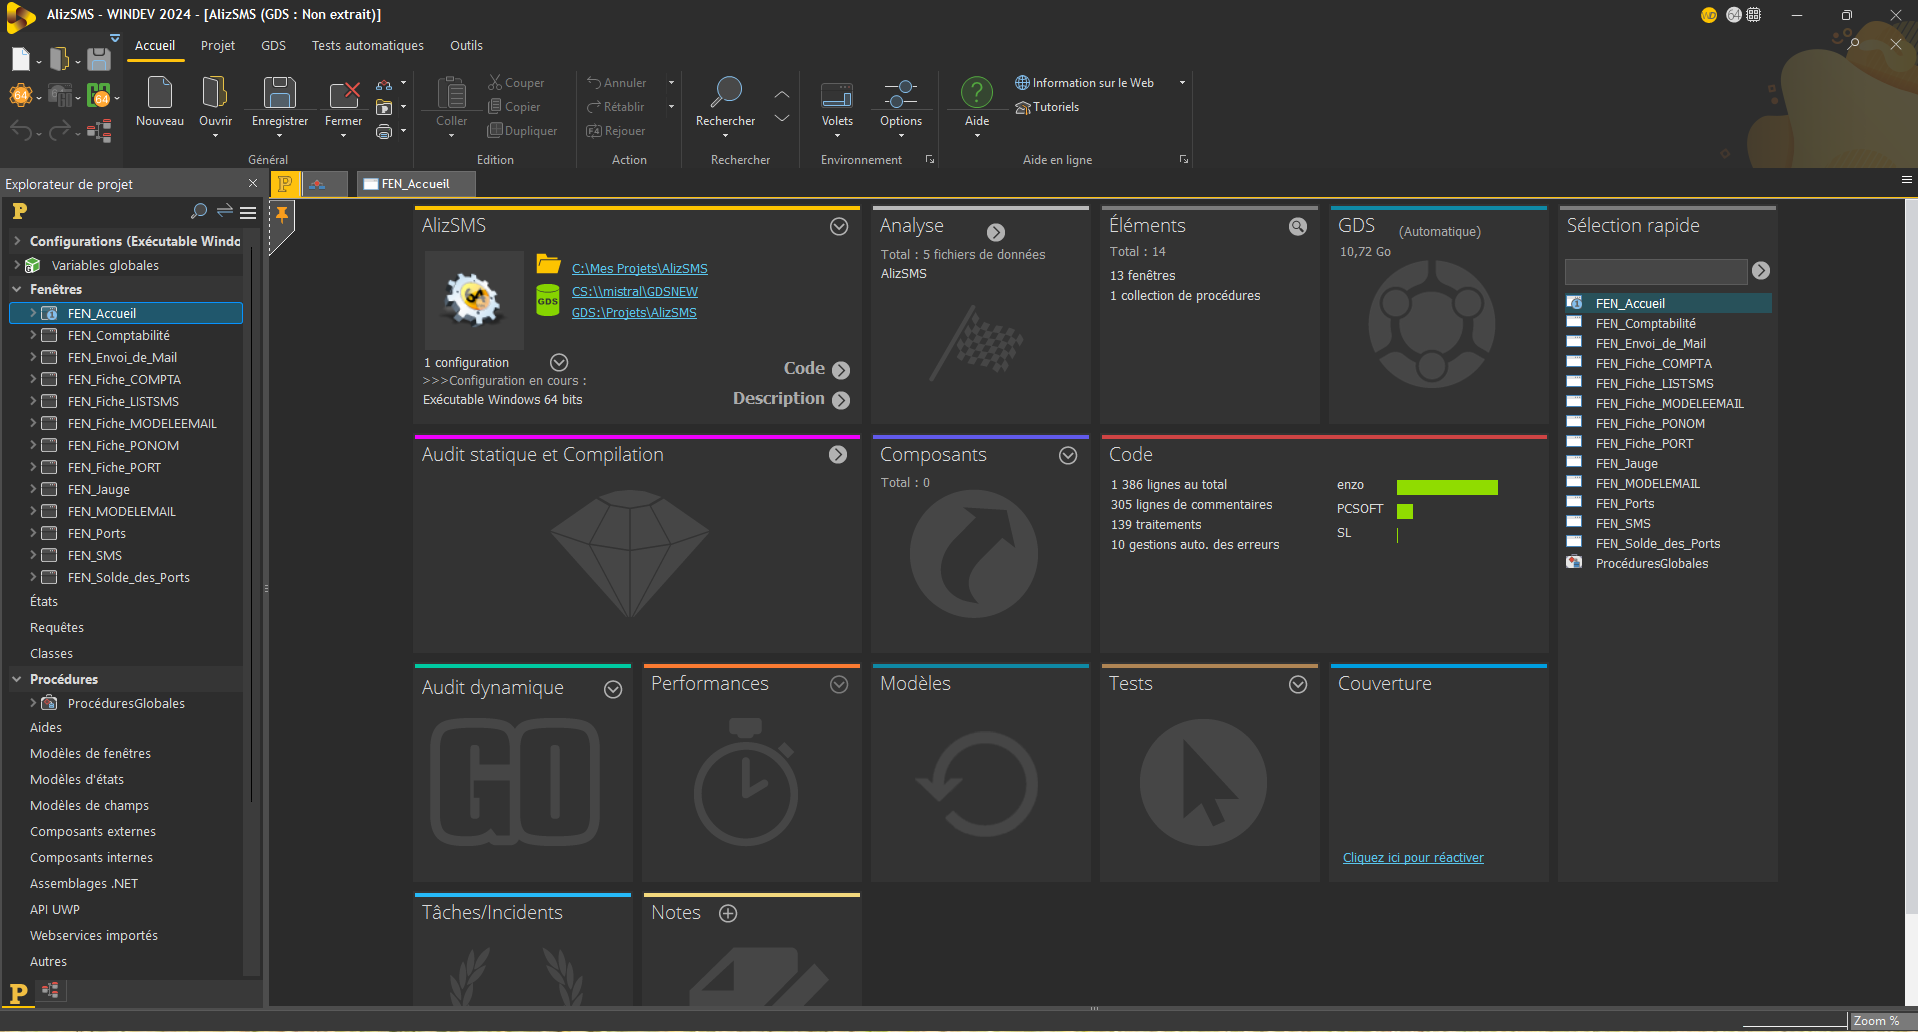 AlizSMS - WINDEV 2024 - [AlizSMS (GDS : Non extrait)]
Accueil
Projet
GDS
Tests automatiques
Outils
Nouveau
Ouvrir
Enregistrer
Fermer
Général
Coller
Couper
Copier
Dupliquer
Edition
Annuler
Rétablir
Rejouer
Action
Rechercher
Rechercher
Volets
Options
Environnement
Aide
Information sur le Web
Tutoriels
Aide en ligne
Explorateur de projet
FEN_Accueil
Configurations (Exécutable Windo
Variables globales
Fenêtres
FEN_Accueil
FEN_Comptabilité
FEN_Envoi_de_Mail
FEN_Fiche_COMPTA
FEN_Fiche_LISTSMS
FEN_Fiche_MODELEEMAIL
FEN_Fiche_PONOM
FEN_Fiche_PORT
FEN_Jauge
FEN_MODELEMAIL
FEN_Ports
FEN_SMS
FEN_Solde_des_Ports
États
Requêtes
Classes
Procédures
ProcéduresGlobales
Aides
Modèles de fenêtres
Modèles d'états
Modèles de champs
Composants externes
Composants internes
Assemblages .NET
API UWP
Webservices importés
Autres
AlizSMS
C:\Mes Projets\AlizSMS
CS:\\mistral\GDSNEW
GDS
GDS:\Projets\AlizSMS
1 configuration
>>>Configuration en cours :
Exécutable Windows 64 bits
Code
Description
Analyse
Total : 5 fichiers de données
AlizSMS
Éléments
Total : 14
13 fenêtres
1 collection de procédures
GDS
(Automatique)
10,72 Go
Sélection rapide
FEN_Accueil
FEN_Comptabilité
FEN_Envoi_de_Mail
FEN_Fiche_COMPTA
FEN_Fiche_LISTSMS
FEN_Fiche_MODELEEMAIL
FEN_Fiche_PONOM
FEN_Fiche_PORT
FEN_Jauge
FEN_MODELEMAIL
FEN_Ports
FEN_SMS
FEN_Solde_des_Ports
ProcéduresGlobales
Audit statique et Compilation
Composants
Total : 0
Code
1 386 lignes au total
305 lignes de commentaires
139 traitements
10 gestions auto. des erreurs
enzo
PCSOFT
SL
Audit dynamique
GO
Performances
Modèles
Tests
Couverture
Cliquez ici pour réactiver
Tâches/Incidents
Notes
Zoom %